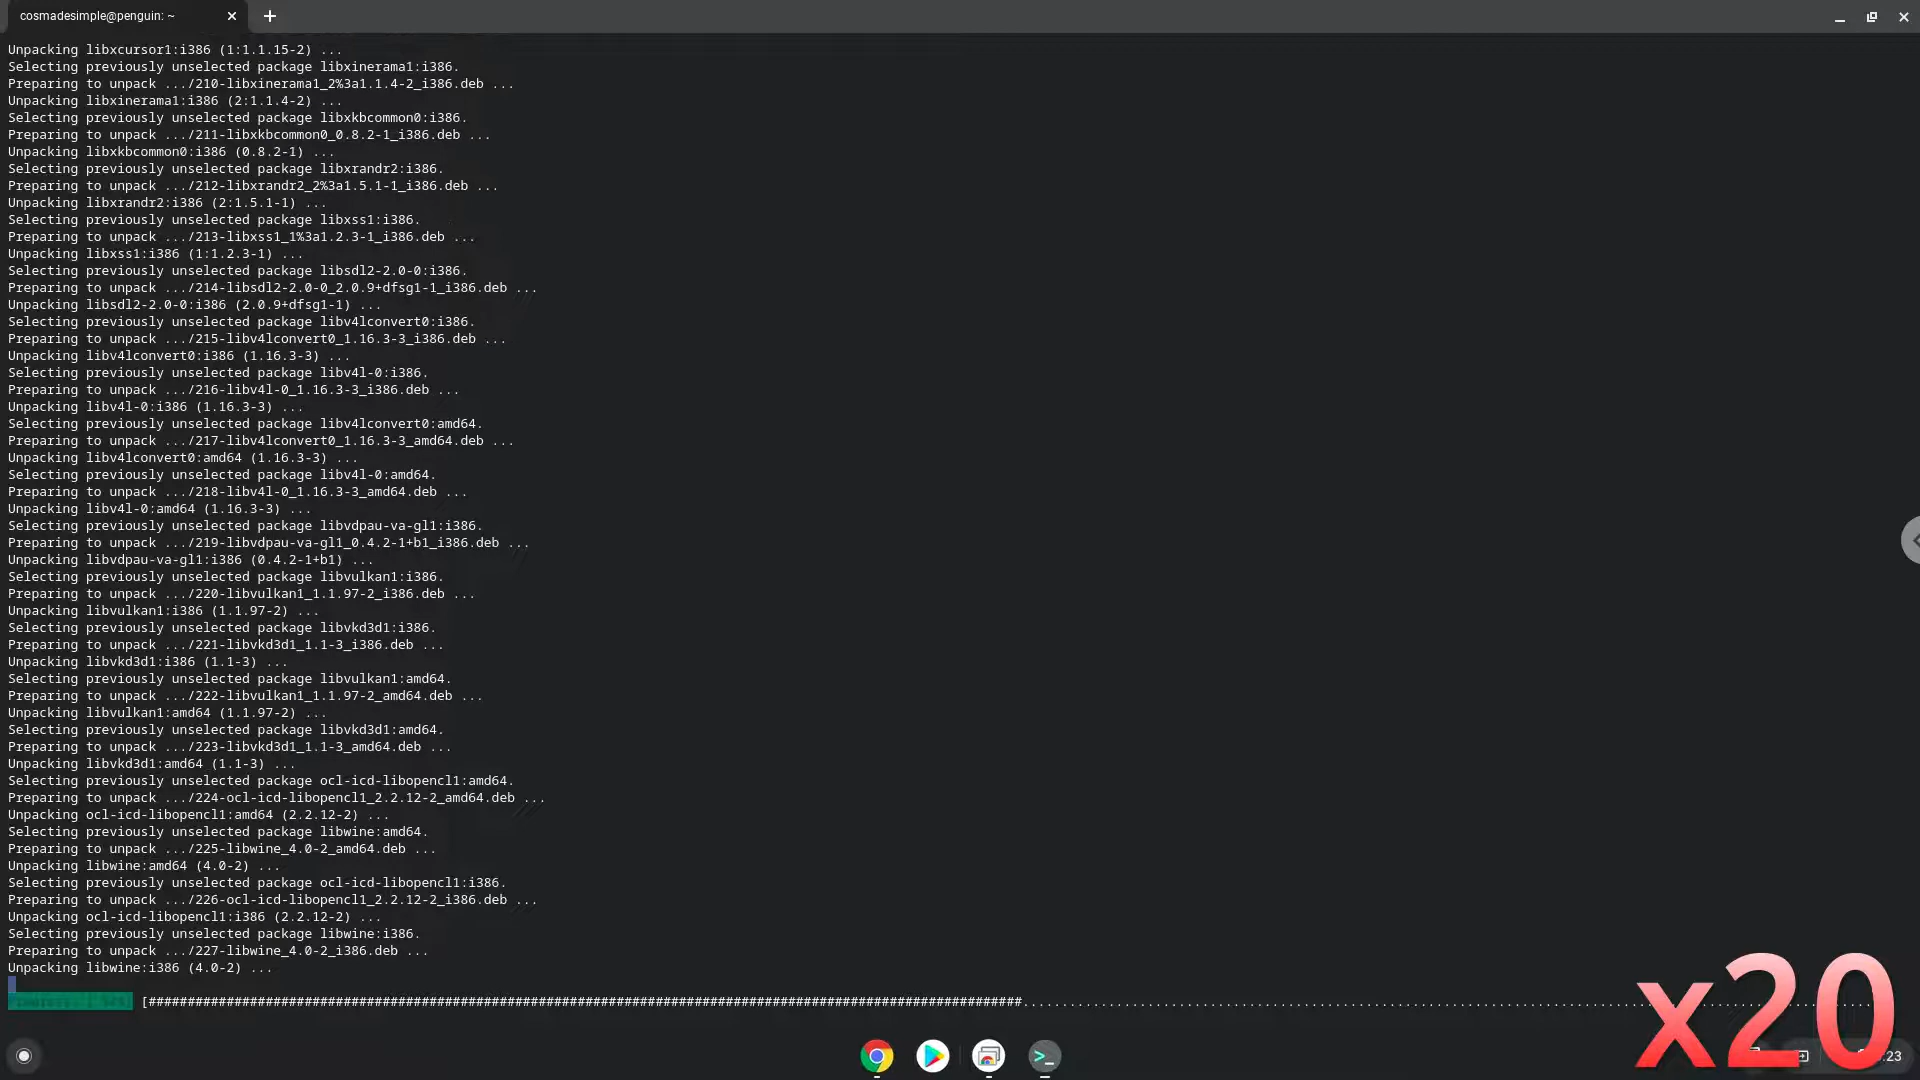 cosmadesimple@penguin: ~
Unpacking libxcursor1:i386 (1:1.1.15-2) ...
Selecting previously unselected package libxinerama1:i386.
Preparing to unpack .../210-libxinerama1_2%3a1.1.4-2_i386.deb ...
Unpacking libxinerama1:i386 (2:1.1.4-2) ...
Selecting previously unselected package libxkbcommon0:i386.
Preparing to unpack .../211-libxkbcommon0_0.8.2-1_i386.deb ...
Unpacking libxkbcommon0:i386 (0.8.2-1) ...
Selecting previously unselected package libxrandr2:i386.
Preparing to unpack .../212-libxrandr2_2%3a1.5.1-1_i386.deb ...
Unpacking libxrandr2:i386 (2:1.5.1-1) ...
Selecting previously unselected package libxss1:i386.
Preparing to unpack .../213-libxss1_1%3a1.2.3-1_i386.deb ...
Unpacking libxss1:i386 (1:1.2.3-1) ...
Selecting previously unselected package libsdl2-2.0-0:i386.
Preparing to unpack .../214-libsdl2-2.0-0_2.0.9+dfsg1-1_i386.deb ...
Unpacking libsdl2-2.0-0:i386 (2.0.9+dfsg1-1) ...
Selecting previously unselected package libv4lconvert0:i386.
Preparing to unpack .../215-libv4lconvert0_1.16.3-3_i386.deb ...
Unpacking libv4lconvert0:i386 (1.16.3-3) ...
Selecting previously unselected package libv4l-0:i386.
Preparing to unpack .../216-libv4l-0_1.16.3-3_i386.deb ...
Unpacking libv4l-0:i386 (1.16.3-3) ...
Selecting previously unselected package libv4lconvert0:amd64.
Preparing to unpack .../217-libv4lconvert0_1.16.3-3_amd64.deb ...
Unpacking libv4lconvert0:amd64 (1.16.3-3) ...
Selecting previously unselected package libv4l-0:amd64.
Preparing to unpack .../218-libv4l-0_1.16.3-3_amd64.deb ...
Unpacking libv4l-0:amd64 (1.16.3-3) ...
Selecting previously unselected package libvdpau-va-gl1:i386.
Preparing to unpack .../219-libvdpau-va-gl1_0.4.2-1+b1_i386.deb ...
Unpacking libvdpau-va-gl1:i386 (0.4.2-1+b1) ...
Selecting previously unselected package libvulkan1:i386.
Preparing to unpack .../220-libvulkan1_1.1.97-2_i386.deb ...
Unpacking libvulkan1:i386 (1.1.97-2) ...
Selecting previously unselected package libvkd3d1:i386.
Preparing to unpack .../221-libvkd3d1_1.1-3_i386.deb ...
Unpacking libvkd3d1:i386 (1.1-3) ...
Selecting previously unselected package libvulkan1:amd64.
Preparing to unpack .../222-libvulkan1_1.1.97-2_amd64.deb ...
Unpacking libvulkan1:amd64 (1.1.97-2) ...
Selecting previously unselected package libvkd3d1:amd64.
Preparing to unpack .../223-libvkd3d1_1.1-3_amd64.deb ...
Unpacking libvkd3d1:amd64 (1.1-3) ...
Selecting previously unselected package ocl-icd-libopencl1:amd64.
Preparing to unpack .../224-ocl-icd-libopencl1_2.2.12-2_amd64.deb ...
Unpacking ocl-icd-libopencl1:amd64 (2.2.12-2) ...
Selecting previously unselected package libwine:amd64.
Preparing to unpack .../225-libwine_4.0-2_amd64.deb ...
Unpacking libwine:amd64 (4.0-2) ...
Selecting previously unselected package ocl-icd-libopencl1:i386.
Preparing to unpack .../226-ocl-icd-libopencl1_2.2.12-2_i386.deb ...
Unpacking ocl-icd-libopencl1:i386 (2.2.12-2) ...
Selecting previously unselected package libwine:i386.
Preparing to unpack .../227-libwine_4.0-2_i386.deb ...
Unpacking libwine:i386 (4.0-2) ...
x20